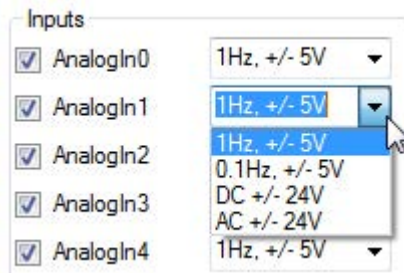 Inputs
AnalogIn0 1Hz, +/- 5V
AnalogIn1 1Hz, +/- 5V
1Hz, +/- 5V
0.1Hz, +/- 5V
DC +/- 24V
AC +/- 24V
AnalogIn2
AnalogIn3
AnalogIn4 1Hz, +/- 5V